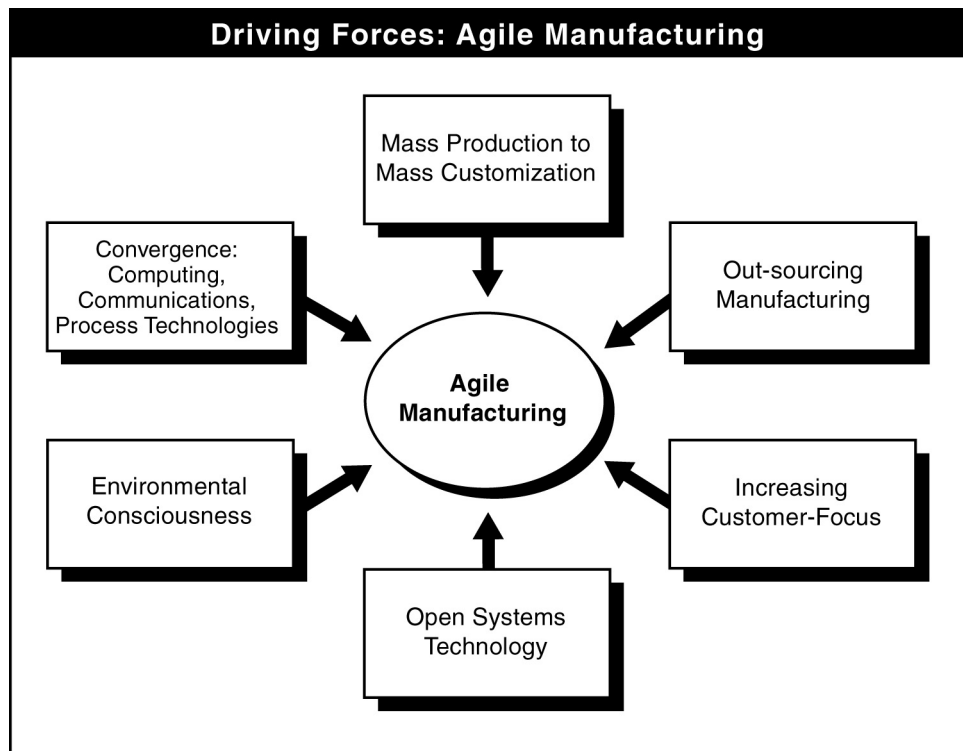 Driving Forces: Agile Manufacturing
Mass Production to
Mass Customization
Convergence:
Computing,
Communications,
Process Technologies
Out-sourcing
Manufacturing
Agile
Manufacturing
Environmental
Consciousness
Increasing
Customer-Focus
Open Systems
Technology